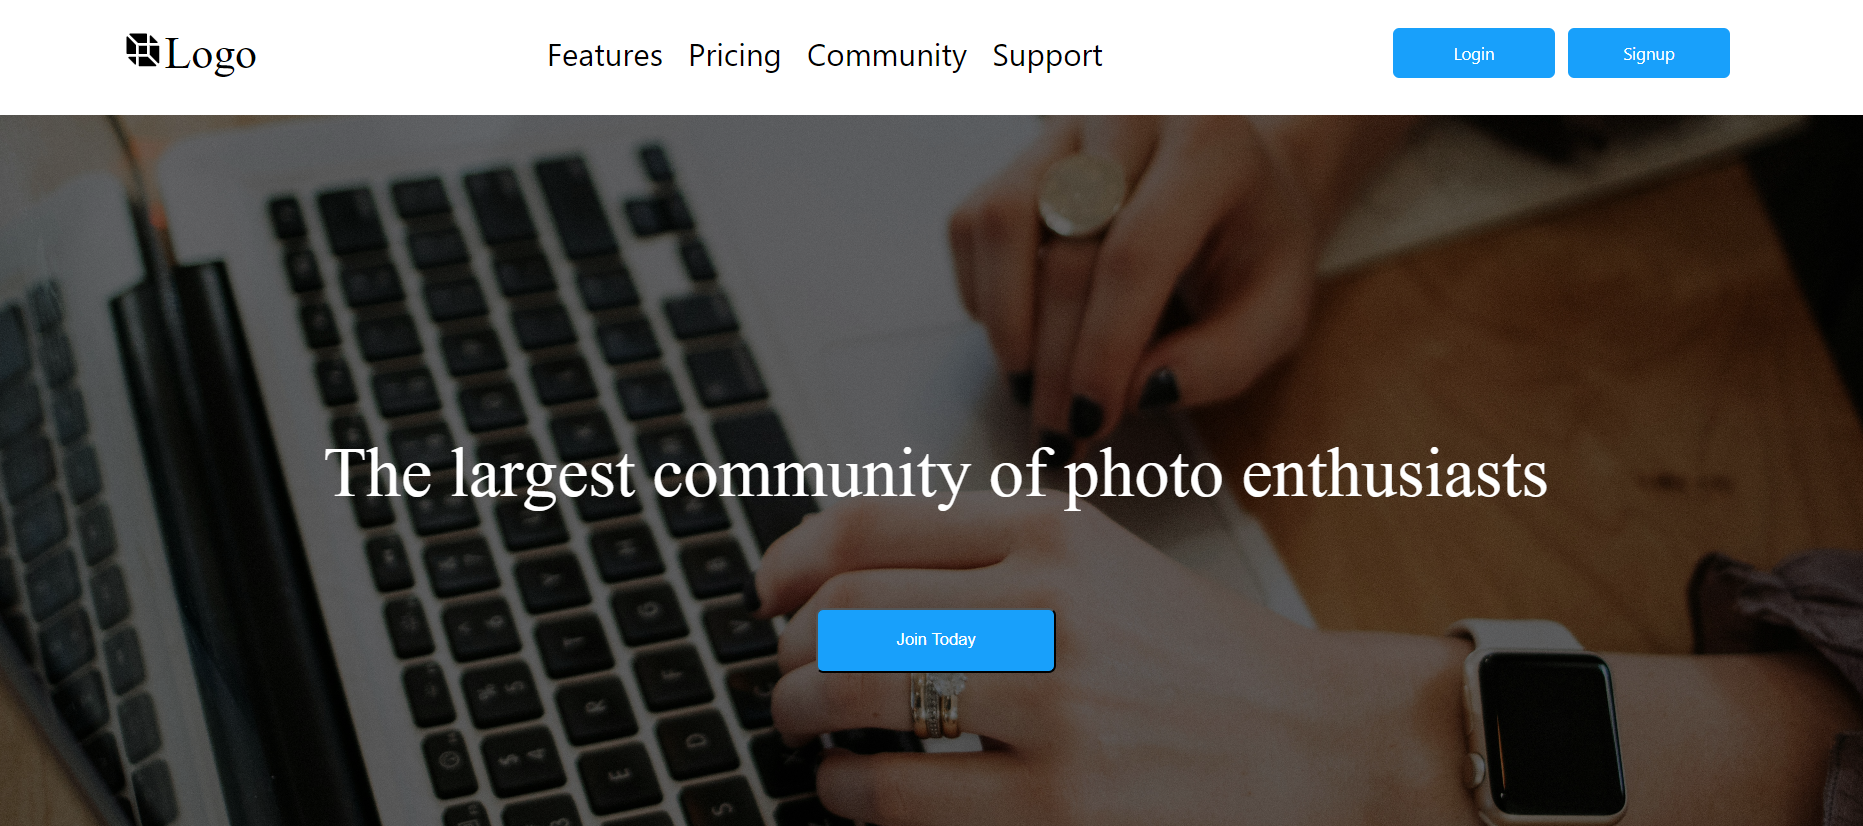 Logo
Features Pricing Community Support
Login Signup
The largest community of photo enthusiasts
Join Today